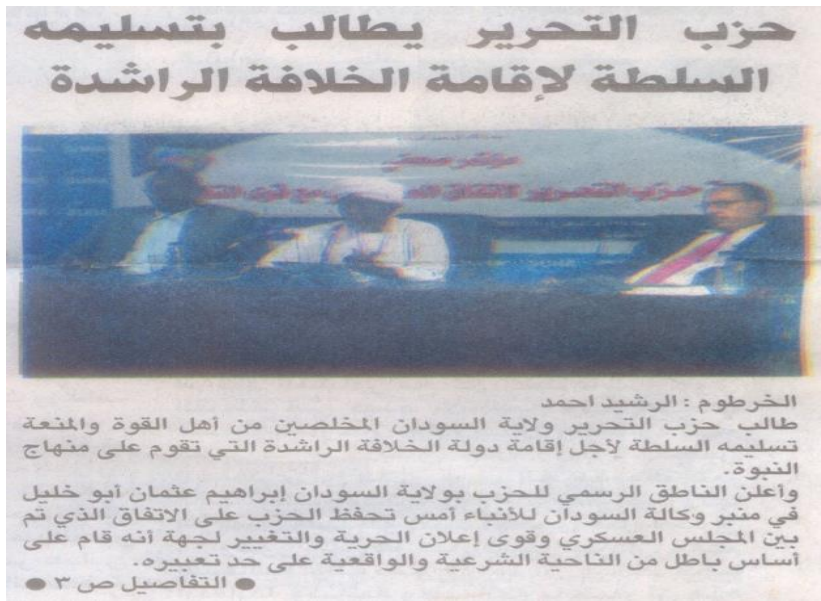 حزب التحرير يطالب بتسليمه
السلطة لإقامة الخلافة الراشدة
مؤتمر صحفي
حزب التحرير
الخرطوم : الرشيد احمد
طالب حزب التحرير ولاية السودان المخلصين من أهل القوة والمنعة
تسليمه السلطة لأجل إقامة دولة الخلافة الراشدة التي تقوم على منهاج
النبوة.
وأعلن الناطق الرسمي للحزب بولاية السودان إبراهيم عثمان أبو خليل
في منبر وكالة السودان للأنباء أمس تحفظ الحزب على الاتفاق الذي تم
بين المجلس العسكري وقوى إعلان الحرية والتغيير لجهة أنه قام على
أساس باطل من الناحية الشرعية والواقعية على حد تعبيره.
● التفاصيل ص ٣ ●